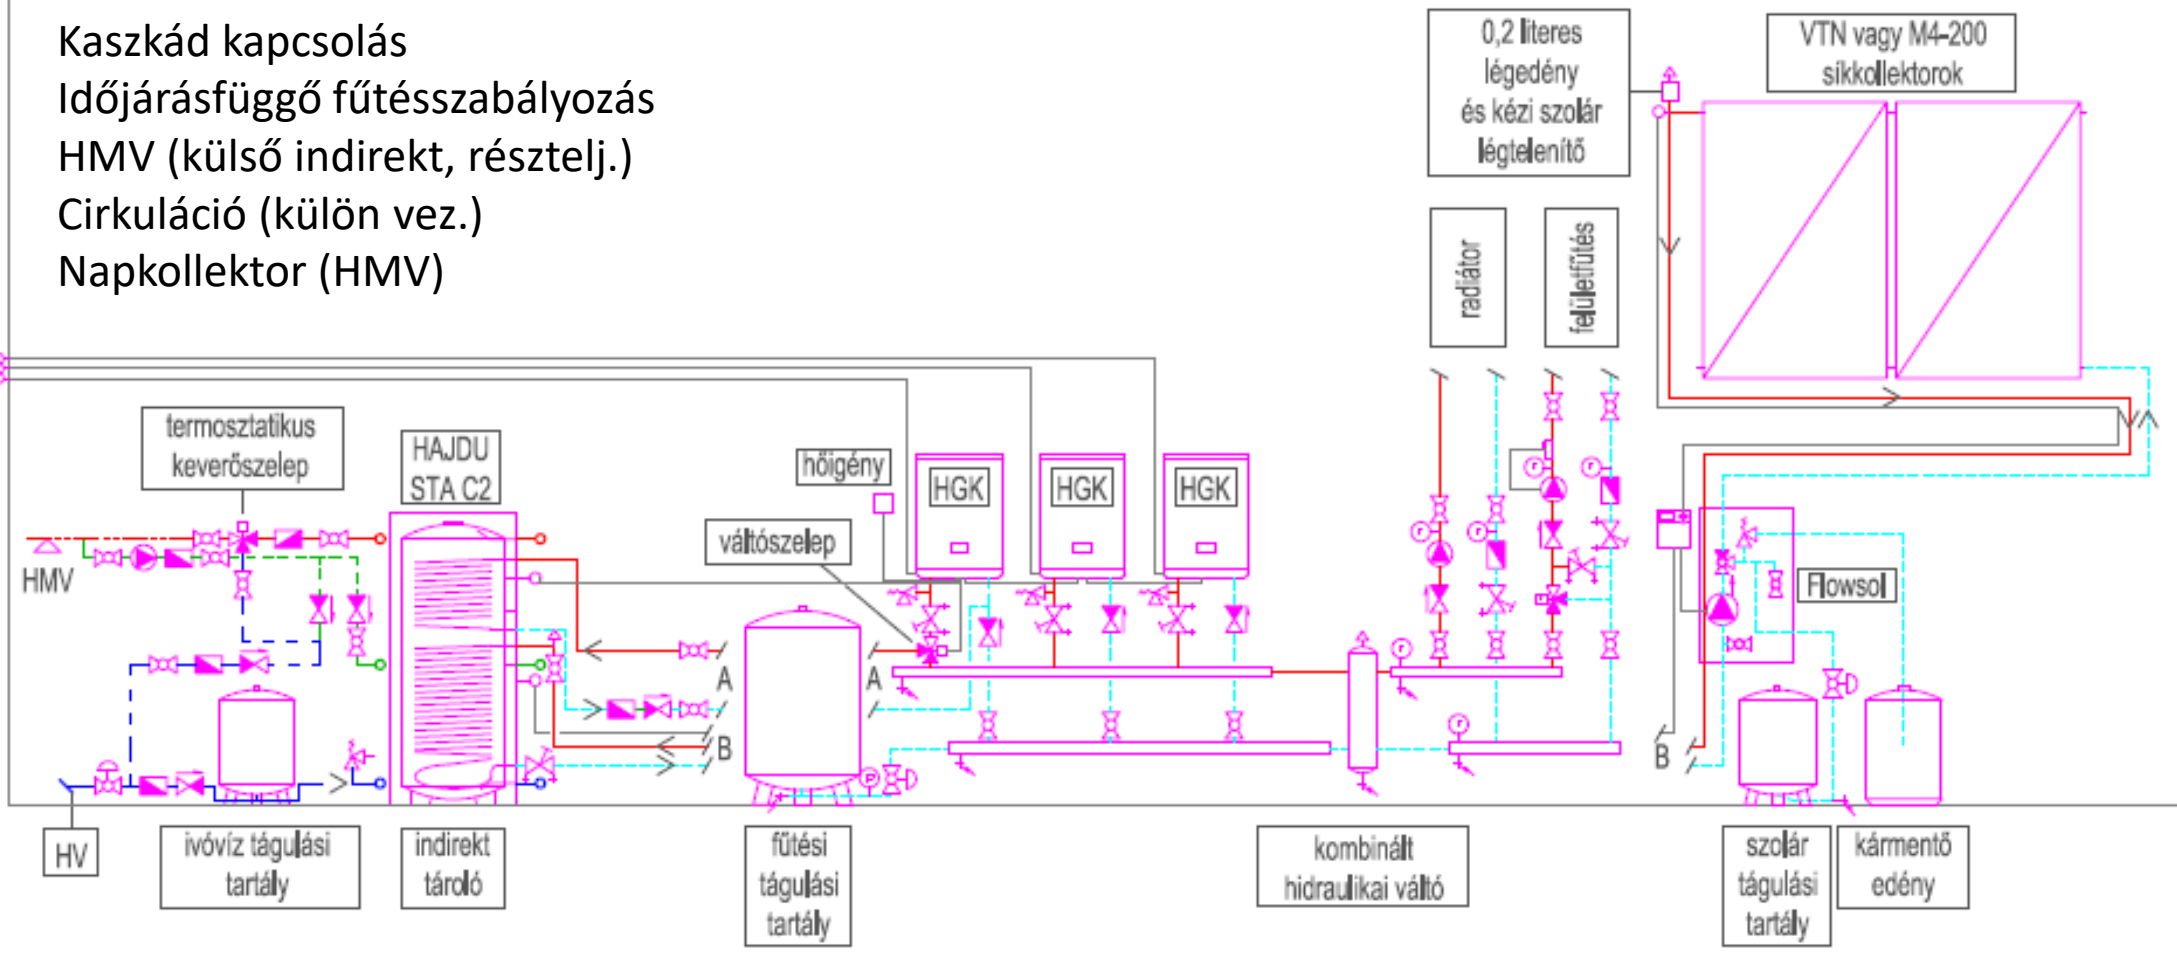 Kaszkád kapcsolás
Időjárásfüggő fűtésszabályozás
HMV (külső indirekt, résztelj.)
Cirkuláció (külön vez.)
Napkollektor (HMV)
0,2 literes
légedény
és kézi szolár
légtelenítő
VTN vagy M4-200
síkkollektorok
radiátor
felületfűtés
termosztatikus
keverőszelep
HAJDU
STA C2
hőigény
HGK
HGK
HGK
váltószelep
HMV
Flowsol
A
A
B
B
P
HV
ivóvíz tágulási
tartály
indirekt
tároló
fűtési
tágulási
tartály
kombinált
hidraulikai váltó
szolár
tágulási
tartály
kármentő
edény